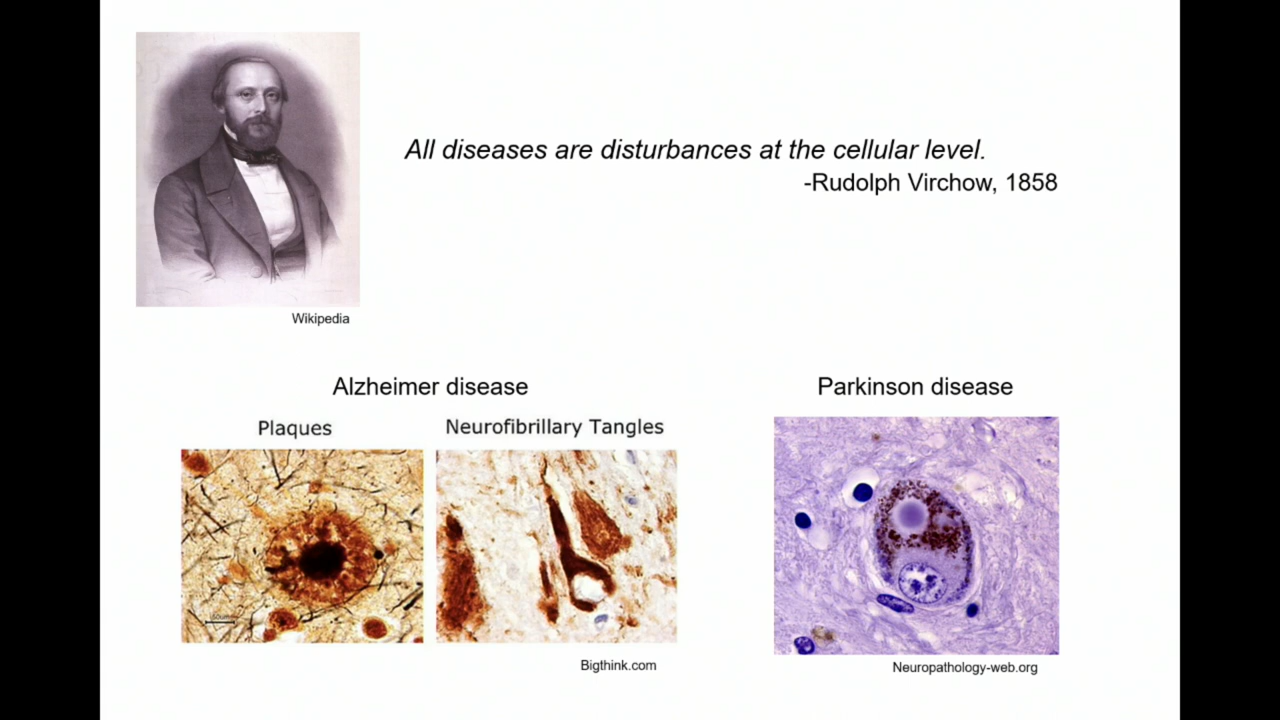 All diseases are disturbances at the cellular level.
-Rudolph Virchow, 1858
Wikipedia
Alzheimer disease
Plaques
Neurofibrillary Tangles
Bigthink.com
Parkinson disease
Neuropathology-web.org